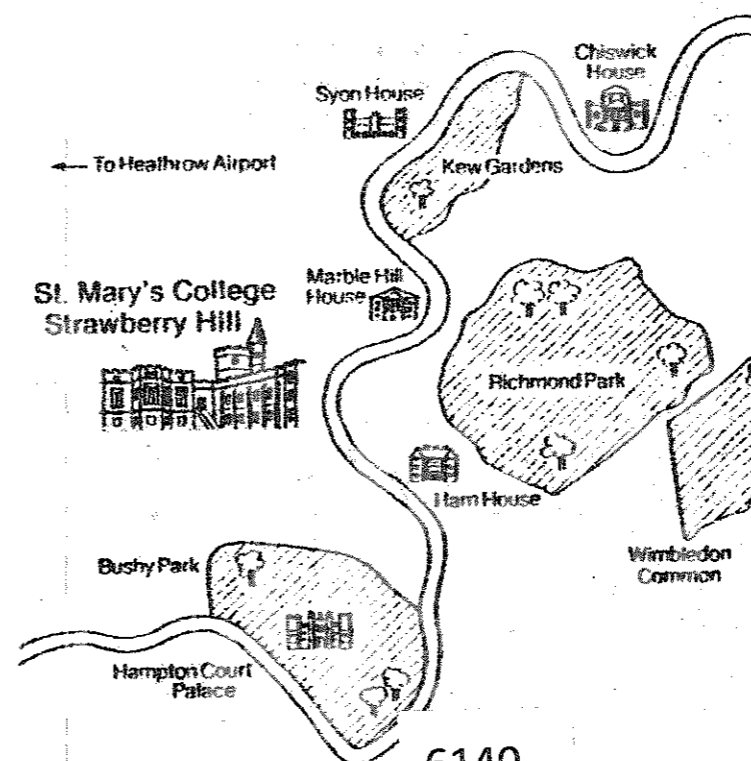 Chiswick
House
Syon House
← To Heathrow Airport
Kew Gardens
Marble Hill
House
St. Mary's College
Strawberry Hill
Richmond Park
Ham House
Bushy Park
Wimbledon
Common
Hampton Court
Palace
6140